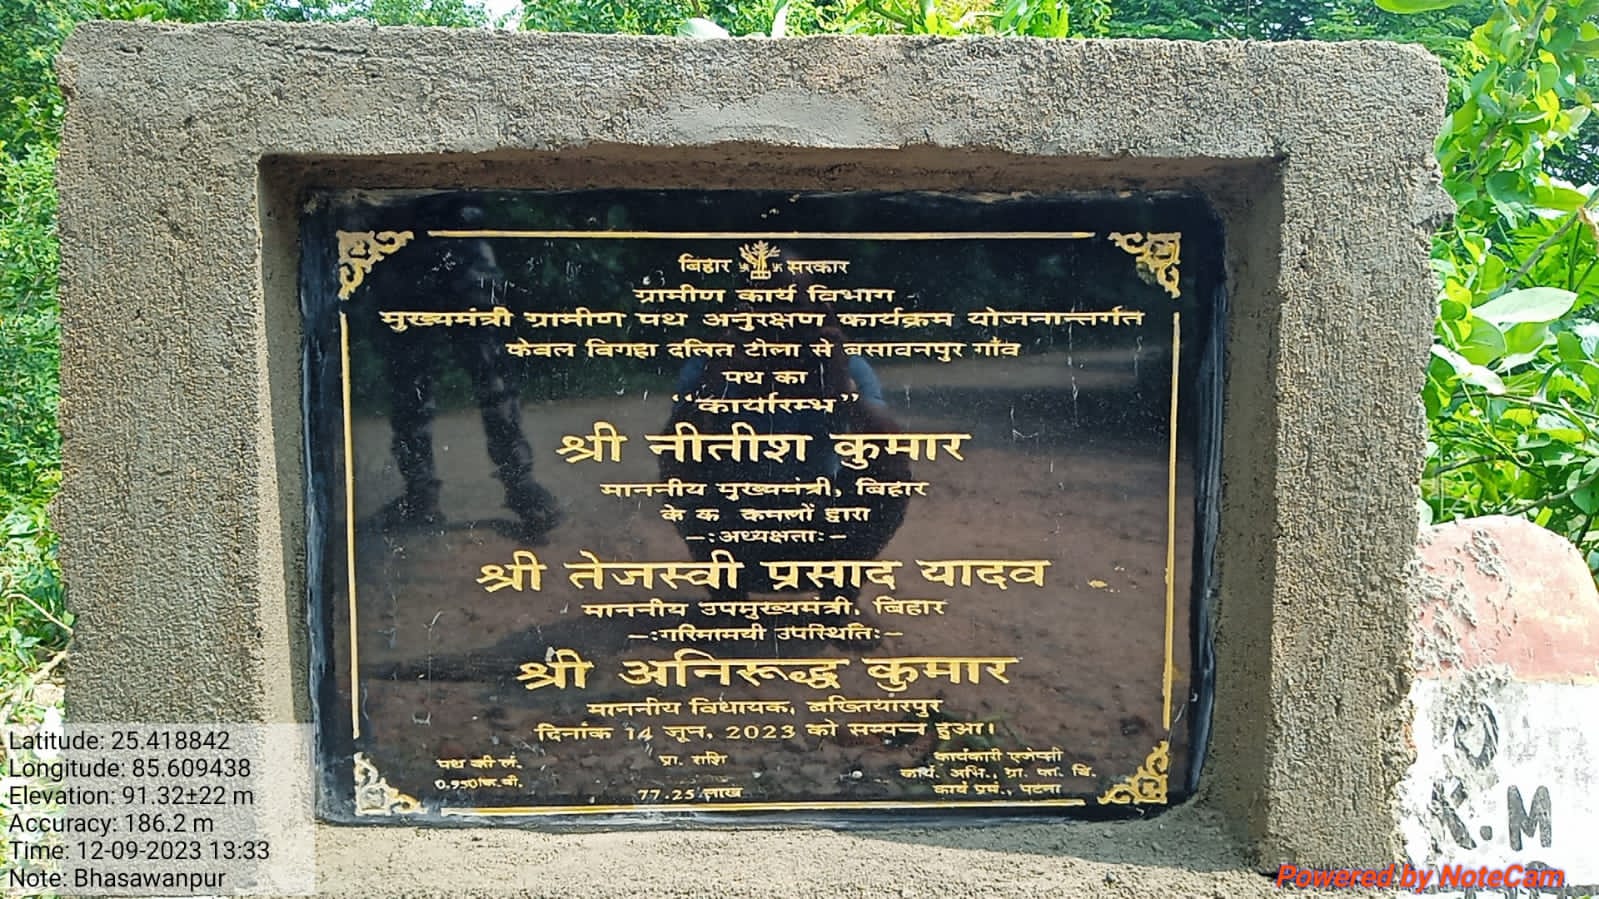 बिहार सरकार
ग्रामीण कार्य विभाग
मुख्यमंत्री ग्रामीण पथ अनुरक्षण कार्यक्रम योजनान्तर्गत
केवल बिगहा दलित टोला से बसावनपुर गाँव
पथ का
“कार्यारम्भ”
श्री नीतीश कुमार
माननीय मुख्यमंत्री, बिहार
के क कमलों द्वारा
-:अध्यक्षता:-
श्री तेजस्वी प्रसाद यादव
माननीय उपमुख्यमंत्री, बिहार
-:गरिमामयी उपस्थिति:-
श्री अनिरूद्ध कुमार
माननीय विधायक, बख्तियारपुर
दिनांक 14 जून, 2023 को सम्पन्न हुआ।
पथ की लं.
प्रा. राशि
77.25 लाख
कार्यकारी एजेन्सी
कार्य. अभि., ग्रा. का. वि.
कार्य प्रम., पटना
K.M
Latitude: 25.418842
Longitude: 85.609438
Elevation: 91.32±22 m
Accuracy: 186.2 m
Time: 12-09-2023 13:33
Note: Bhasawanpur
Powered by NoteCam